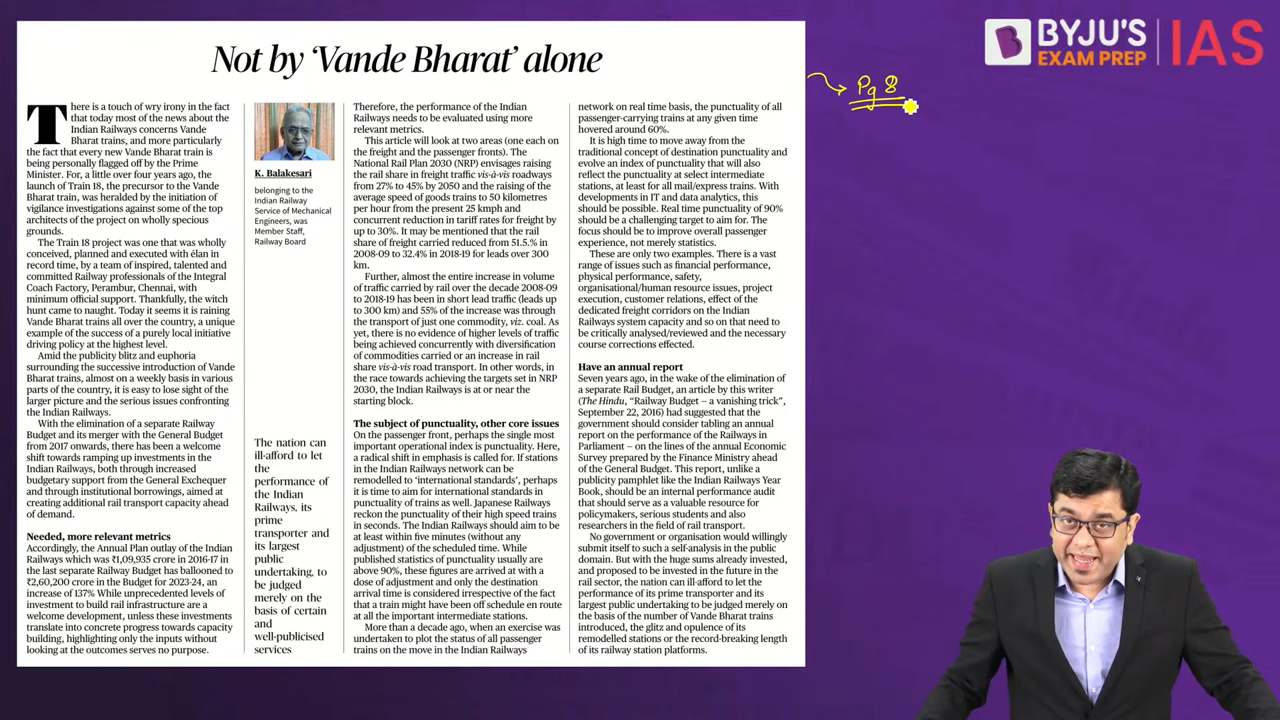 Not by ‘Vande Bharat’ alone
There is a touch of wry irony in the fact
that today most of the news about the
Indian Railways concerns Vande
Bharat trains, and more particularly
the fact that every new Vande Bharat train is
being personally flagged off by the Prime
Minister. For, a little over four years ago, the
launch of Train 18, the precursor to the Vande
Bharat train, was heralded by the initiation of
vigilance investigations against some of the top
architects of the project on wholly specious
grounds.
The Train 18 project was one that was wholly
conceived, planned and executed with élan in
record time, by a team of inspired, talented and
committed Railway professionals of the Integral
Coach Factory, Perambur, Chennai, with
minimum official support. Thankfully, the witch
hunt came to naught. Today it seems it is raining
Vande Bharat trains all over the country, a unique
example of the success of a purely local initiative
driving policy at the highest level.
Amid the publicity blitz and euphoria
surrounding the successive introduction of Vande
Bharat trains, almost on a weekly basis in various
parts of the country, it is easy to lose sight of the
larger picture and the serious issues confronting
the Indian Railways.
With the elimination of a separate Railway
Budget and its merger with the General Budget
from 2017 onwards, there has been a welcome
shift towards ramping up investments in the
Indian Railways, both through increased
budgetary support from the General Exchequer
and through institutional borrowings, aimed at
creating additional rail transport capacity ahead
of demand.
Needed, more relevant metrics
Accordingly, the Annual Plan outlay of the Indian
Railways which was ₹1,09,935 crore in 2016-17 in
the last separate Railway Budget has ballooned to
₹2,60,200 crore in the Budget for 2023-24, an
increase of 137% While unprecedented levels of
investment to build rail infrastructure are a
welcome development, unless these investments
translate into concrete progress towards capacity
building, highlighting only the inputs without
looking at the outcomes serves no purpose.
K. Balakesari
belonging to the
Indian Railway
Service of Mechanical
Engineers, was
Member Staff,
Railway Board
The nation can
ill-afford to let
the
performance of
the Indian
Railways, its
prime
transporter and
its largest
public
undertaking, to
be judged
merely on the
basis of certain
and
well-publicised
services
Therefore, the performance of the Indian
Railways needs to be evaluated using more
relevant metrics.
This article will look at two areas (one each on
the freight and the passenger fronts). The
National Rail Plan 2030 (NRP) envisages raising
the rail share in freight traffic vis-à-vis roadways
from 27% to 45% by 2050 and the raising of the
average speed of goods trains to 50 kilometres
per hour from the present 25 kmph and
concurrent reduction in tariff rates for freight by
up to 30%. It may be mentioned that the rail
share of freight carried reduced from 51.5.% in
2008-09 to 32.4% in 2018-19 for leads over 300
km.
Further, almost the entire increase in volume
of traffic carried by rail over the decade 2008-09
to 2018-19 has been in short lead traffic (leads up
to 300 km) and 55% of the increase was through
the transport of just one commodity, viz. coal. As
yet, there is no evidence of higher levels of traffic
being achieved concurrently with diversification
of commodities carried or an increase in rail
share vis-à-vis road transport. In other words, in
the race towards achieving the targets set in NRP
2030, the Indian Railways is at or near the
starting block.
The subject of punctuality, other core issues
On the passenger front, perhaps the single most
important operational index is punctuality. Here,
a radical shift in emphasis is called for. If stations
in the Indian Railways network can be
remodelled to ‘international standards’, perhaps
it is time to aim for international standards in
punctuality of trains as well. Japanese Railways
reckon the punctuality of their high speed trains
in seconds. The Indian Railways should aim to be
at least within five minutes (without any
adjustment) of the scheduled time. While
published statistics of punctuality usually are
above 90%, these figures are arrived at with a
dose of adjustment and only the destination
arrival time is considered irrespective of the fact
that a train might have been off schedule en route
at all the important intermediate stations.
More than a decade ago, when an exercise was
undertaken to plot the status of all passenger
trains on the move in the Indian Railways
network on real time basis, the punctuality of all
passenger-carrying trains at any given time
hovered around 60%.
It is high time to move away from the
traditional concept of destination punctuality and
evolve an index of punctuality that will also
reflect the punctuality at select intermediate
stations, at least for all mail/express trains. With
developments in IT and data analytics, this
should be possible. Real time punctuality of 90%
should be a challenging target to aim for. The
focus should be to improve overall passenger
experience, not merely statistics.
These are only two examples. There is a vast
range of issues such as financial performance,
physical performance, safety,
organisational/human resource issues, project
execution, customer relations, effect of the
dedicated freight corridors on the Indian
Railways system capacity and so on that need to
be critically analysed/reviewed and the necessary
course corrections effected.
Have an annual report
Seven years ago, in the wake of the elimination of
a separate Rail Budget, an article by this writer
(The Hindu, “Railway Budget — a vanishing trick”,
September 22, 2016) had suggested that the
government should consider tabling an annual
report on the performance of the Railways in
Parliament — on the lines of the annual Economic
Survey prepared by the Finance Ministry ahead
of the General Budget. This report, unlike a
publicity pamphlet like the Indian Railways Year
Book, should be an internal performance audit
that should serve as a valuable resource for
policymakers, serious students and also
researchers in the field of rail transport.
No government or organisation would willingly
submit itself to such a self-analysis in the public
domain. But with the huge sums already invested,
and proposed to be invested in the future in the
rail sector, the nation can ill-afford to let the
performance of its prime transporter and its
largest public undertaking to be judged merely on
the basis of the number of Vande Bharat trains
introduced, the glitz and opulence of its
remodelled stations or the record-breaking length
of its railway station platforms.
Pg 8
BYJU'S
EXAM PREP
IAS